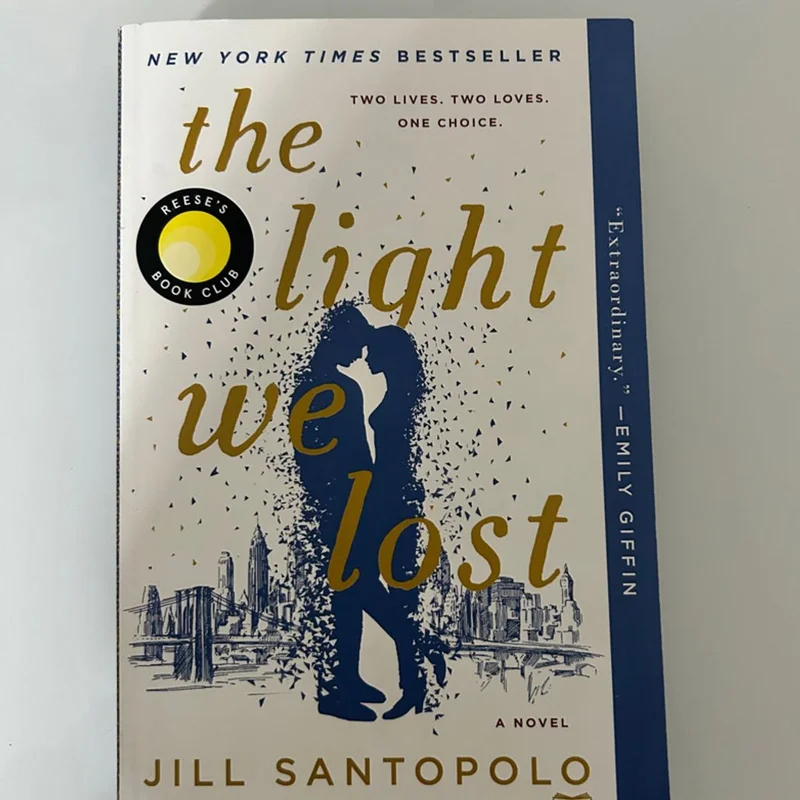 NEW YORK TIMES BESTSELLER
TWO LIVES. TWO LOVES.
ONE CHOICE.
the
REESE'S
BOOK CLUB
light
we
lost
"Extraordinary." —EMILY GIFFIN
A NOVEL
JILL SANTOPOLO